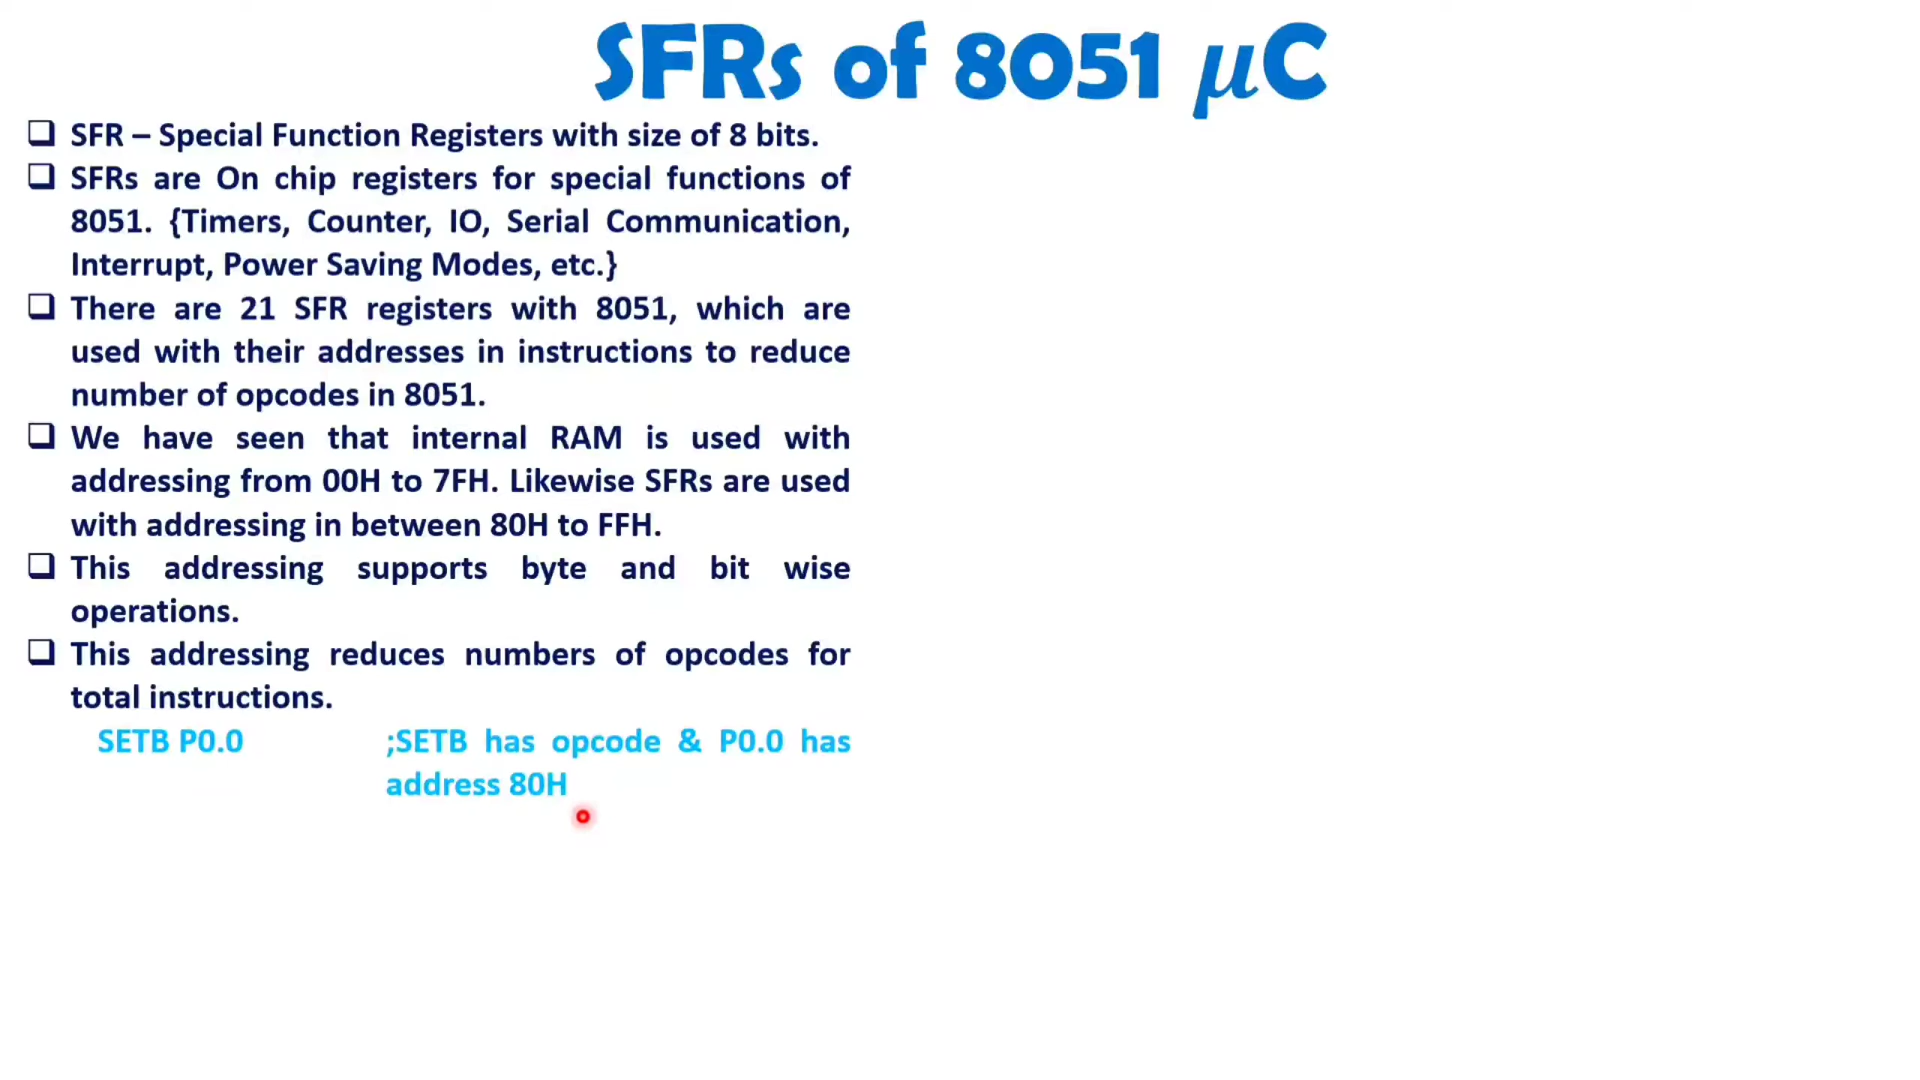 SFRs of 8051 µC
SFR – Special Function Registers with size of 8 bits.
SFRs are On chip registers for special functions of
8051. {Timers, Counter, IO, Serial Communication,
Interrupt, Power Saving Modes, etc.}
There are 21 SFR registers with 8051, which are
used with their addresses in instructions to reduce
number of opcodes in 8051.
We have seen that internal RAM is used with
addressing from 00H to 7FH. Likewise SFRs are used
with addressing in between 80H to FFH.
This addressing supports byte and bit wise
operations.
This addressing reduces numbers of opcodes for
total instructions.
SETB P0.0 ;SETB has opcode & P0.0 has
address 80H